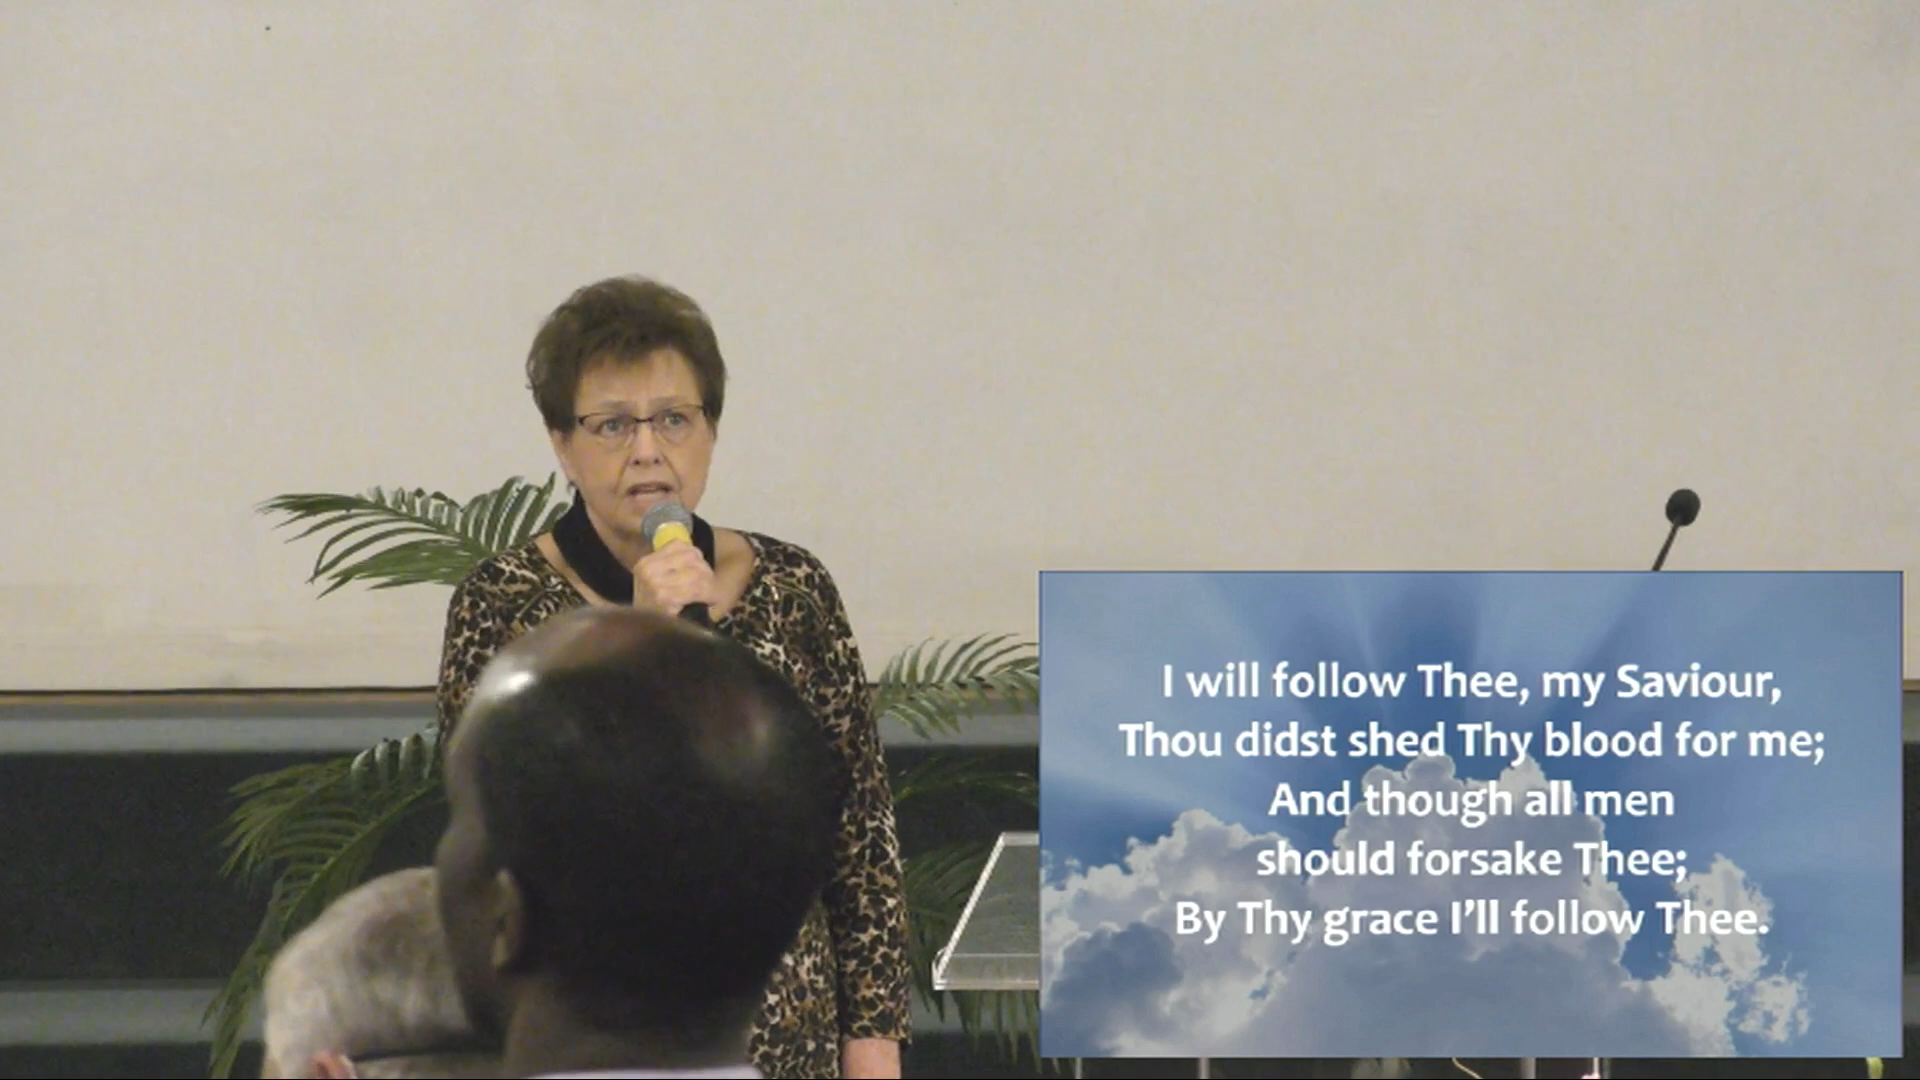 I will follow Thee, my Saviour,
Thou didst shed Thy blood for me;
And though all men
should forsake Thee;
By Thy grace I'll follow Thee.